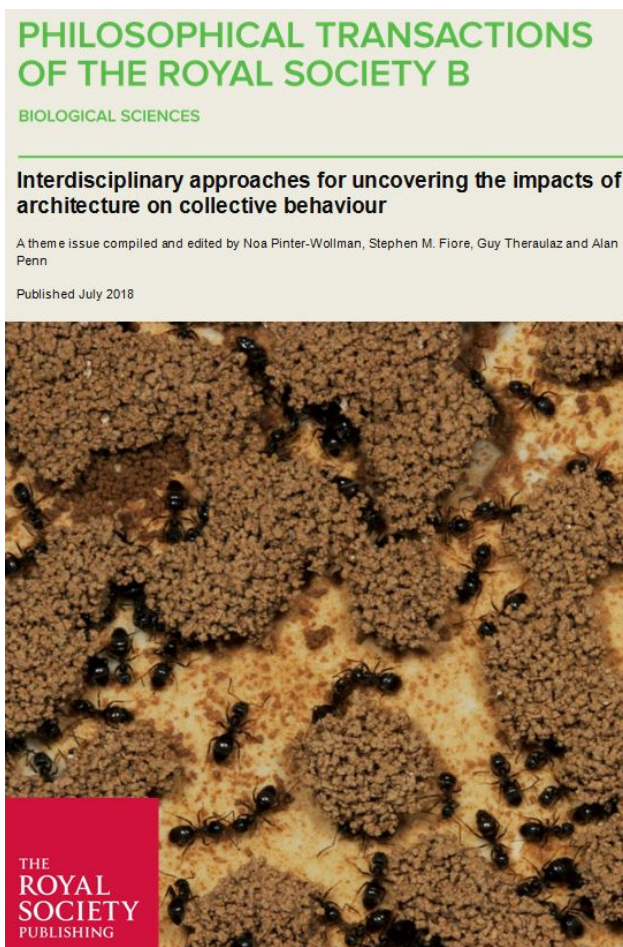 PHILOSOPHICAL TRANSACTIONS
OF THE ROYAL SOCIETY B
BIOLOGICAL SCIENCES
Interdisciplinary approaches for uncovering the impacts of
architecture on collective behaviour
A theme issue compiled and edited by Noa Pinter-Wollman, Stephen M. Fiore, Guy Theraulaz and Alan
Penn
Published July 2018
THE
ROYAL
SOCIETY
PUBLISHING